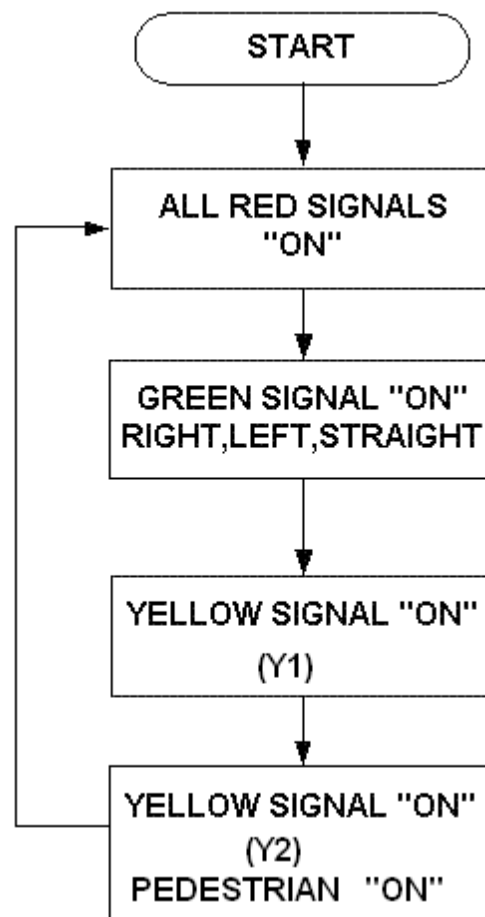 START
ALL RED SIGNALS
"ON"
GREEN SIGNAL "ON"
RIGHT,LEFT,STRAIGHT
YELLOW SIGNAL "ON"
(Y1)
YELLOW SIGNAL "ON"
(Y2)
PEDESTRIAN "ON"